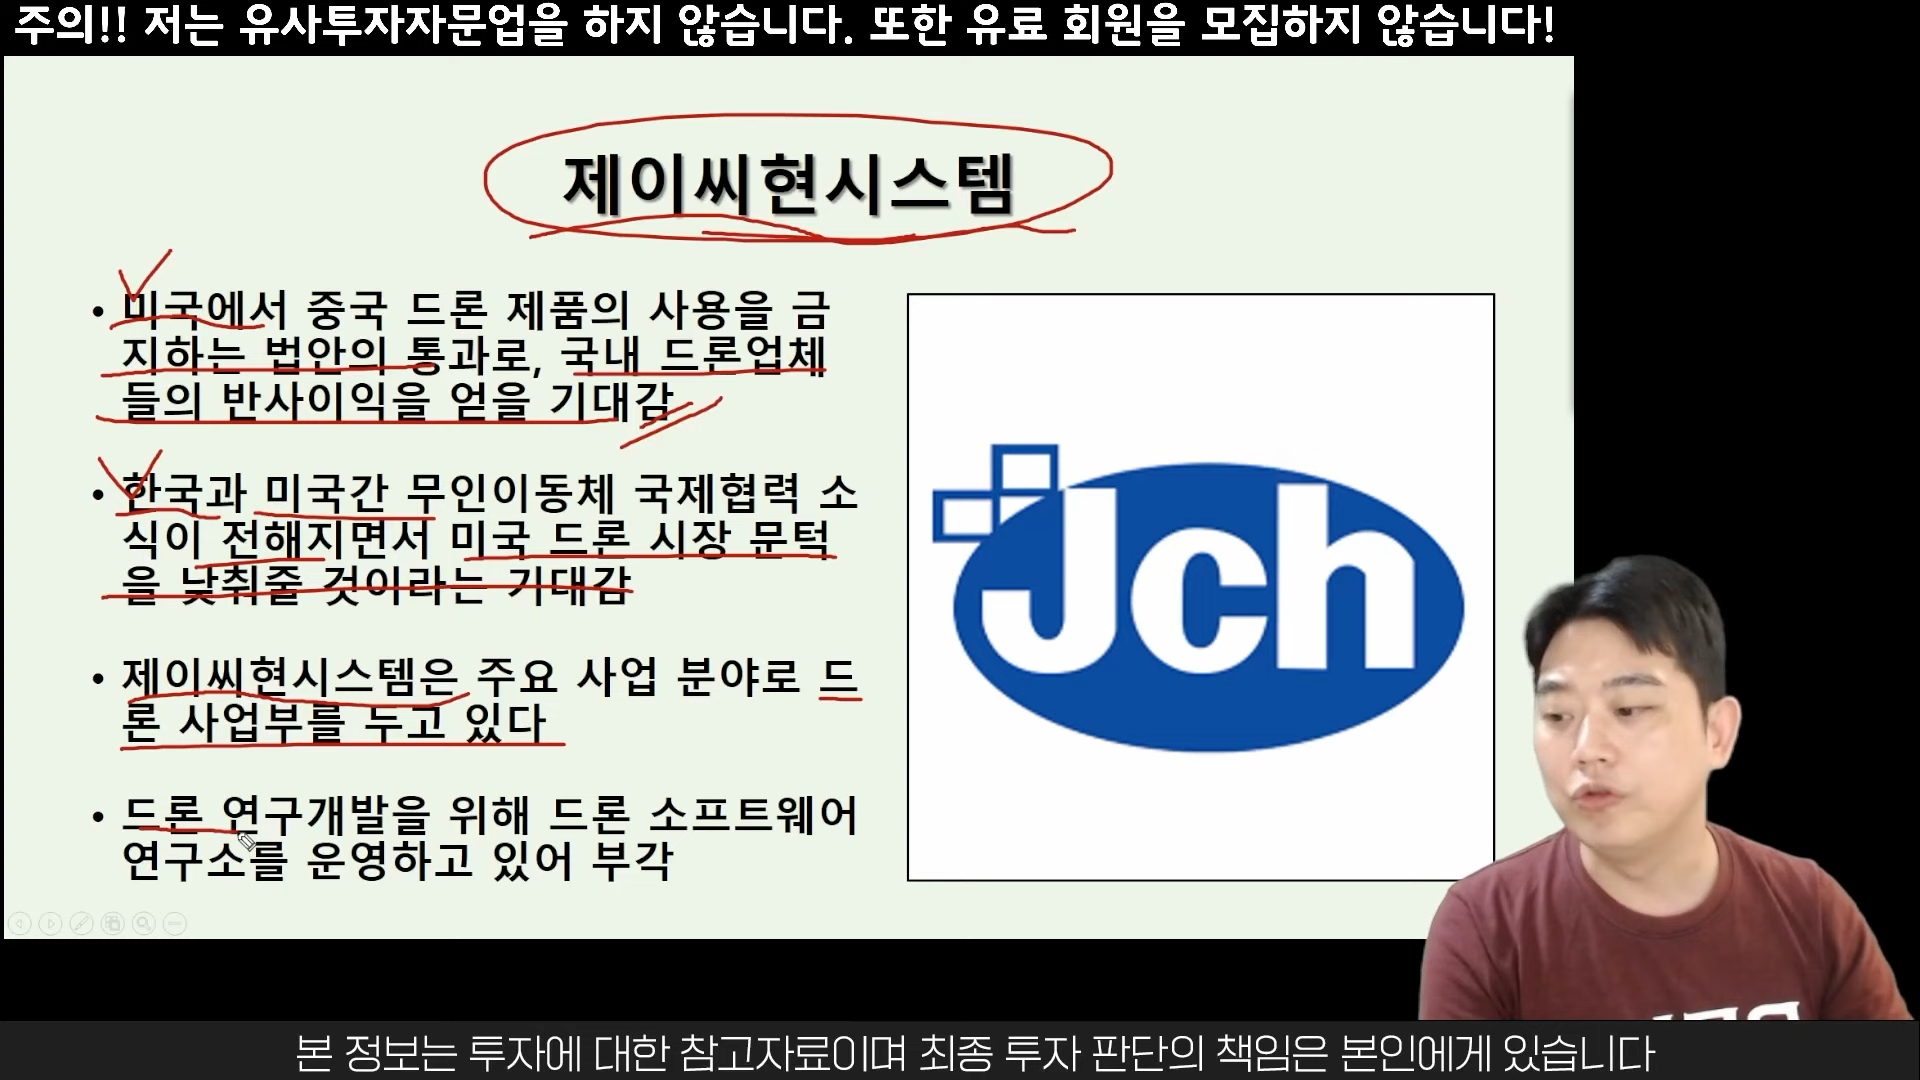 주의!! 저는 유사투자자문업을 하지 않습니다. 또한 유료 회원을 모집하지 않습니다!
제이씨현시스템
• 미국에서 중국 드론 제품의 사용을 금
지하는 법안의 통과로, 국내 드론업체
들의 반사이익을 얻을 기대감
• 한국과 미국간 무인이동체 국제협력 소
식이 전해지면서 미국 드론 시장 문턱
을 낮춰줄 것이라는 기대감
• 제이씨현시스템은 주요 사업 분야로 드
론 사업부를 두고 있다
• 드론 연구개발을 위해 드론 소프트웨어
연구소를 운영하고 있어 부각
Jch
본 정보는 투자에 대한 참고자료이며 최종 투자 판단의 책임은 본인에게 있습니다